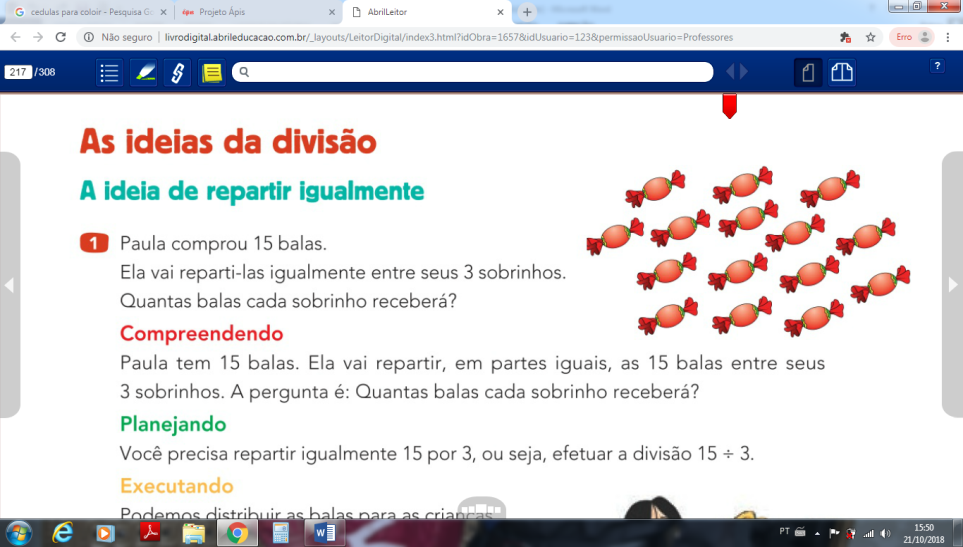 cedulas para colorir - Pesquisa G
Projeto Ápis
AbrilLeitor
Não seguro | livrodigital.abrileducacao.com.br/_layouts/LeitorDigital/index3.html?idObra=1657&idUsuario=123&permissaoUsuario=Professores
Erro
217 /308
?
As ideias da divisão
A ideia de repartir igualmente
1 Paula comprou 15 balas.
Ela vai reparti-las igualmente entre seus 3 sobrinhos.
Quantas balas cada sobrinho receberá?
Compreendendo
Paula tem 15 balas. Ela vai repartir, em partes iguais, as 15 balas entre seus
3 sobrinhos. A pergunta é: Quantas balas cada sobrinho receberá?
Planejando
Você precisa repartir igualmente 15 por 3, ou seja, efetuar a divisão 15 ÷ 3.
Executando
Podemos distribuir as balas para as crianças
PT
15:50
21/10/2018